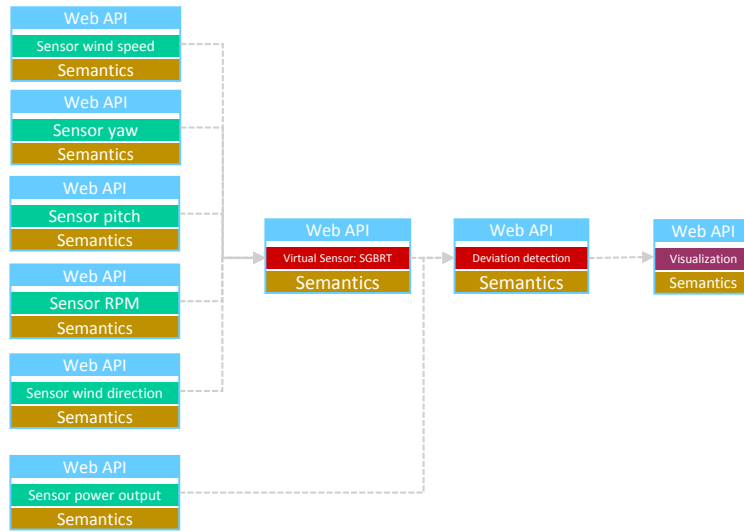 Web API
Sensor wind speed
Semantics
Web API
Sensor yaw
Semantics
Web API
Sensor pitch
Semantics
Web API
Sensor RPM
Semantics
Web API
Sensor wind direction
Semantics
Web API
Sensor power output
Semantics
Web API
Virtual Sensor: SGBRT
Semantics
Web API
Deviation detection
Semantics
Web API
Visualization
Semantics